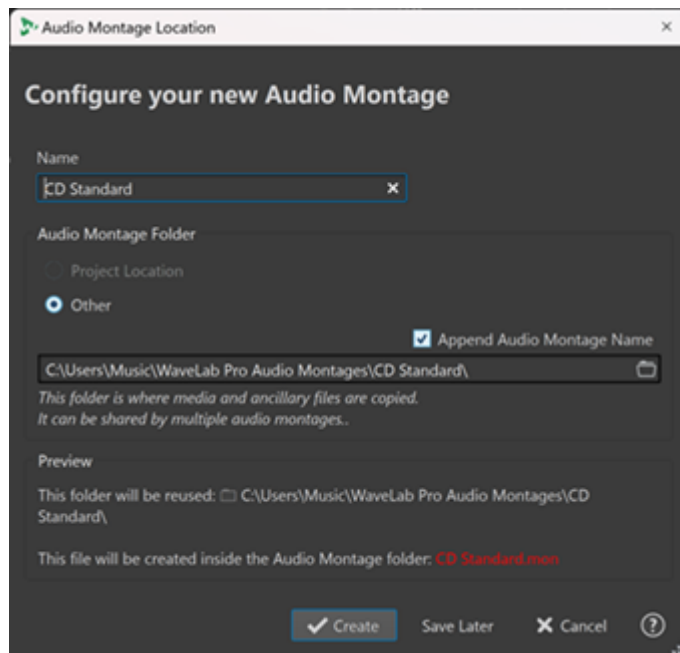 Audio Montage Location
Configure your new Audio Montage
Name
CD Standard
Audio Montage Folder
Project Location
Other
Append Audio Montage Name
C:\Users\Music\WaveLab Pro Audio Montages\CD Standard\
This folder is where media and ancillary files are copied.
It can be shared by multiple audio montages..
Preview
This folder will be reused: C:\Users\Music\WaveLab Pro Audio Montages\CD
Standard\
This file will be created inside the Audio Montage folder: CD Standard.mon
Create Save Later Cancel ?